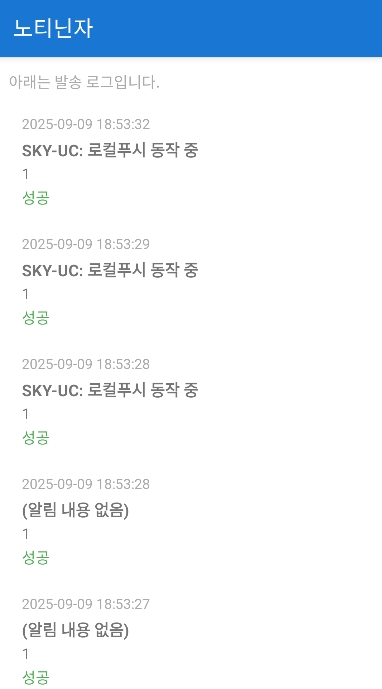 노티닌자
아래는 발송 로그입니다.
2025-09-09 18:53:32
SKY-UC: 로컬푸시 동작 중
1
성공
2025-09-09 18:53:29
SKY-UC: 로컬푸시 동작 중
1
성공
2025-09-09 18:53:28
SKY-UC: 로컬푸시 동작 중
1
성공
2025-09-09 18:53:28
(알림 내용 없음)
1
성공
2025-09-09 18:53:27
(알림 내용 없음)
1
성공